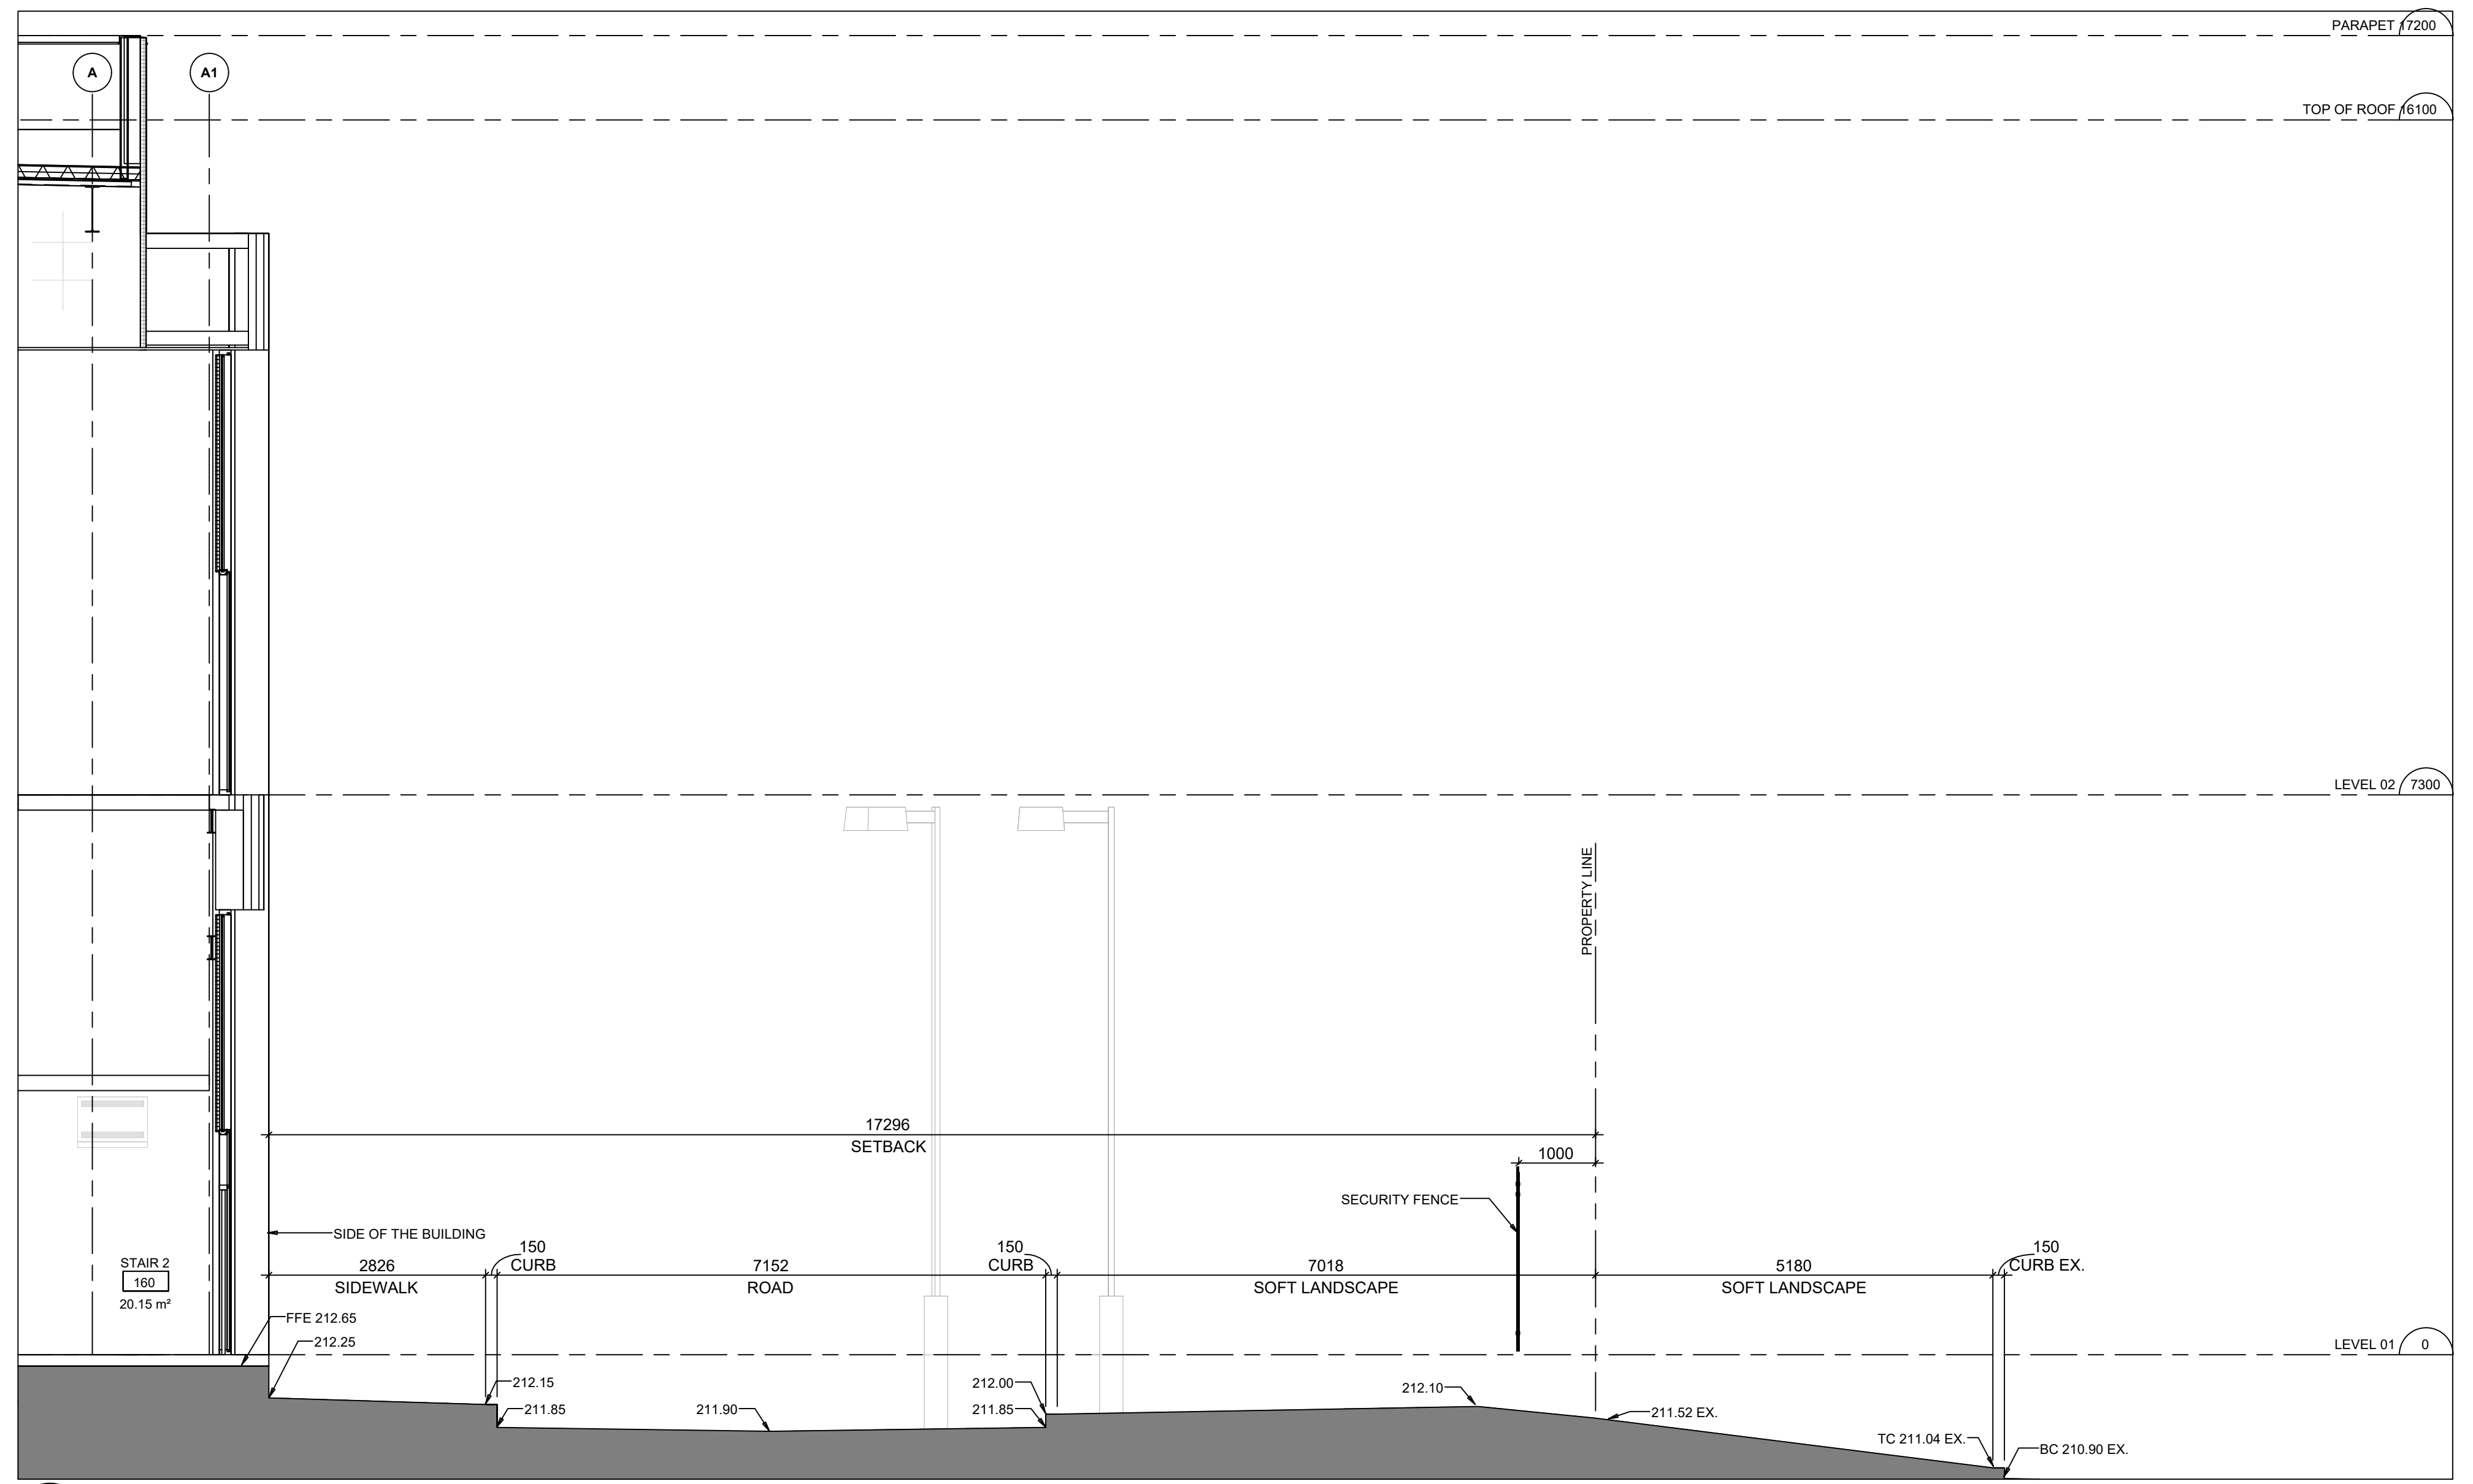 PARAPET 17200
A
A1
TOP OF ROOF 16100
LEVEL 02 7300
PROPERTY LINE
17296
SETBACK
1000
SECURITY FENCE
SIDE OF THE BUILDING
150
CURB
150
CURB
150
CURB EX.
2826
SIDEWALK
7152
ROAD
7018
SOFT LANDSCAPE
5180
SOFT LANDSCAPE
STAIR 2
160
20.15 m²
FFE 212.65
212.25
LEVEL 01 0
212.15
211.85
211.90
212.00
211.85
212.10
211.52 EX.
TC 211.04 EX.
BC 210.90 EX.